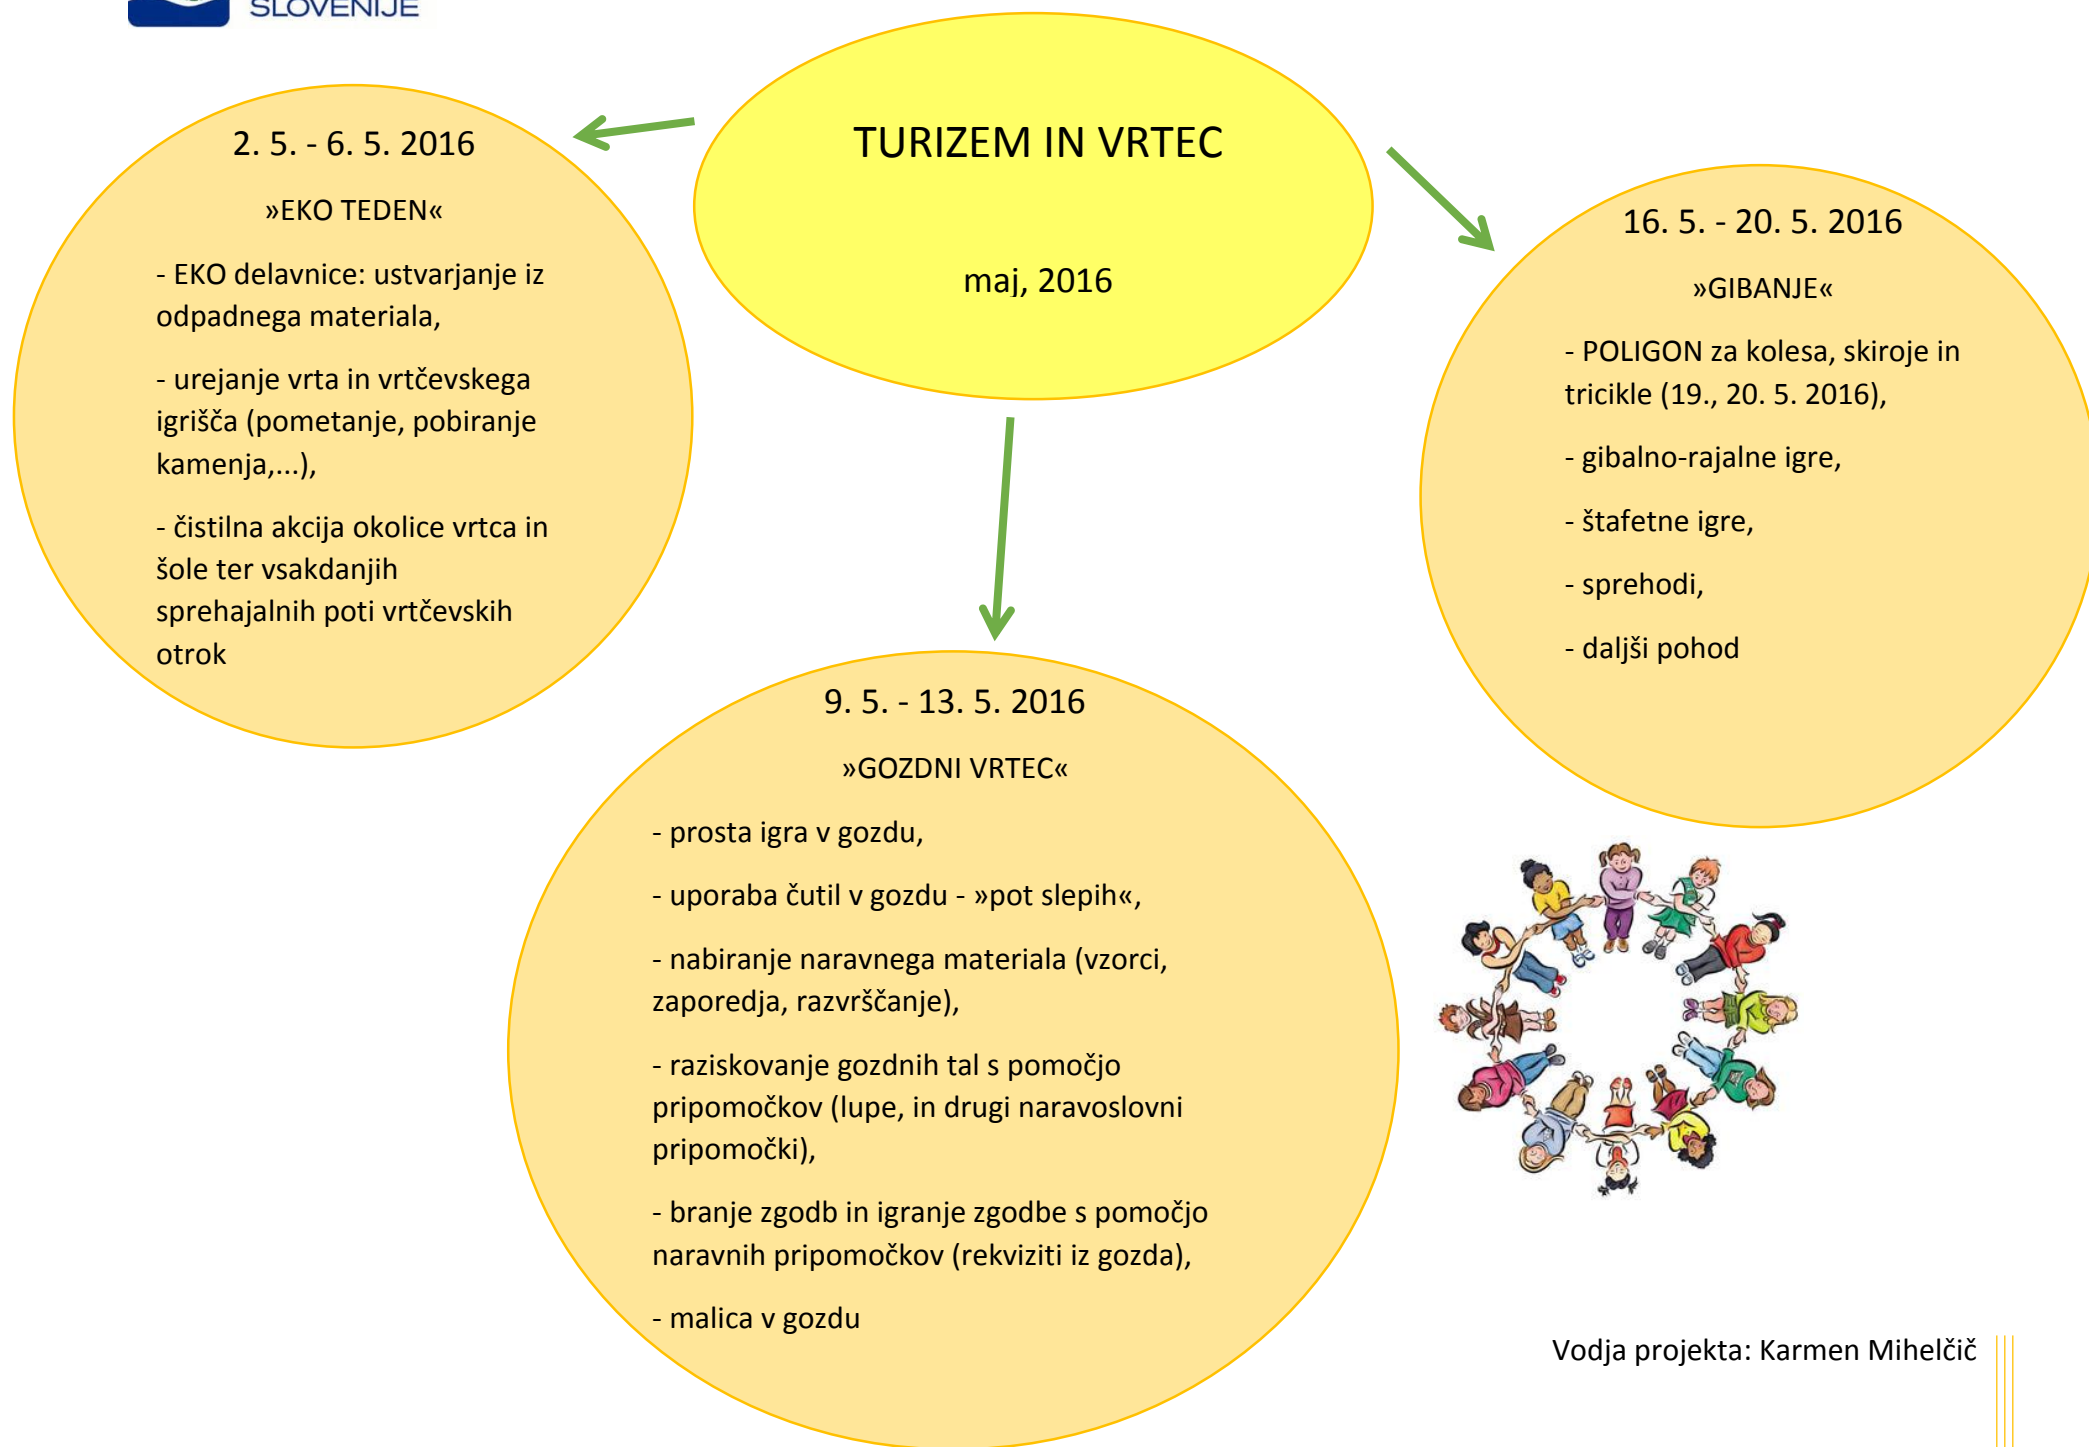 SLOVENIJE
TURIZEM IN VRTEC
maj, 2016
2. 5. - 6. 5. 2016
»EKO TEDEN«
- EKO delavnice: ustvarjanje iz
odpadnega materiala,
- urejanje vrta in vrtčevskega
igrišča (pometanje, pobiranje
kamenja,...),
- čistilna akcija okolice vrtca in
šole ter vsakdanjih
sprehajalnih poti vrtčevskih
otrok
9. 5. - 13. 5. 2016
»GOZDNI VRTEC«
- prosta igra v gozdu,
- uporaba čutil v gozdu - »pot slepih«,
- nabiranje naravnega materiala (vzorci,
zaporedja, razvrščanje),
- raziskovanje gozdnih tal s pomočjo
pripomočkov (lupe, in drugi naravoslovni
pripomočki),
- branje zgodb in igranje zgodbe s pomočjo
naravnih pripomočkov (rekviziti iz gozda),
- malica v gozdu
16. 5. - 20. 5. 2016
»GIBANJE«
- POLIGON za kolesa, skiroje in
tricikle (19., 20. 5. 2016),
- gibalno-rajalne igre,
- štafetne igre,
- sprehodi,
- daljši pohod
Vodja projekta: Karmen Mihelčič